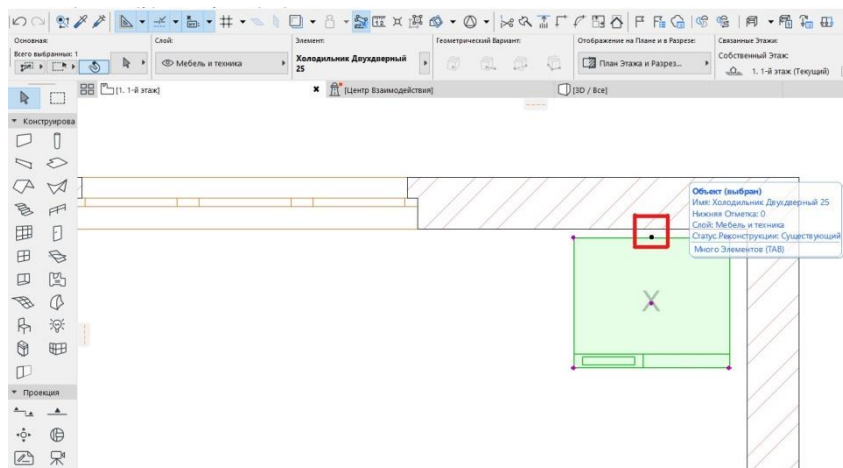 Основная:
Слой:
Элемент:
Геометрический Вариант:
Отображение на Плане и в Разрезе:
Связанные Этажи:
Всего выбранных: 1
Мебель и техника
Холодильник Двухдверный 25
План Этажа и Разрез...
Собственный Этаж:
1. 1-й этаж (Текущий)
[1. 1-й этаж]
[Центр Взаимодействия]
[3D / Все]
Конструирова
Объект (выбран)
Имя: Холодильник Двухдверный 25
Нижняя Отметка: 0
Слой: Мебель и техника
Статус Реконструкции: Существующий
Много Элементов (TAB)
Проекция